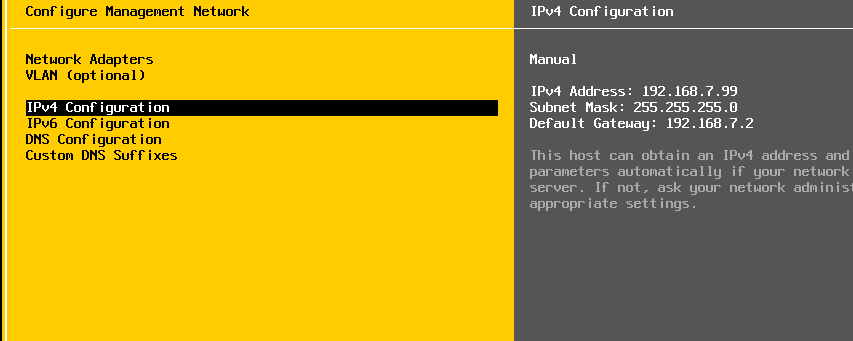 Configure Management Network
Network Adapters
VLAN (optional)
IPv4 Configuration
IPv6 Configuration
DNS Configuration
Custom DNS Suffixes
IPv4 Configuration
Manual
IPv4 Address: 192.168.7.99
Subnet Mask: 255.255.255.0
Default Gateway: 192.168.7.2
This host can obtain an IPv4 address and
parameters automatically if your network
server. If not, ask your network administ
appropriate settings.